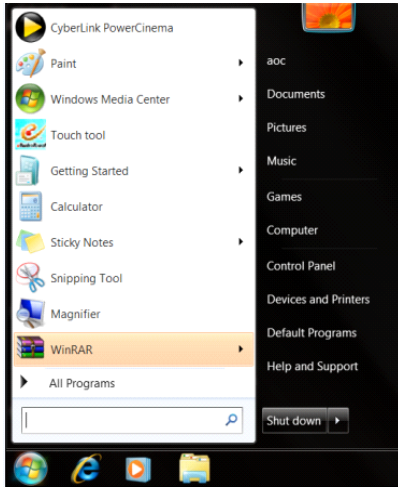 CyberLink PowerCinema
Paint
Windows Media Center
Touch tool
Getting Started
Calculator
Sticky Notes
Snipping Tool
Magnifier
WinRAR
All Programs
aoc
Documents
Pictures
Music
Games
Computer
Control Panel
Devices and Printers
Default Programs
Help and Support
Shut down